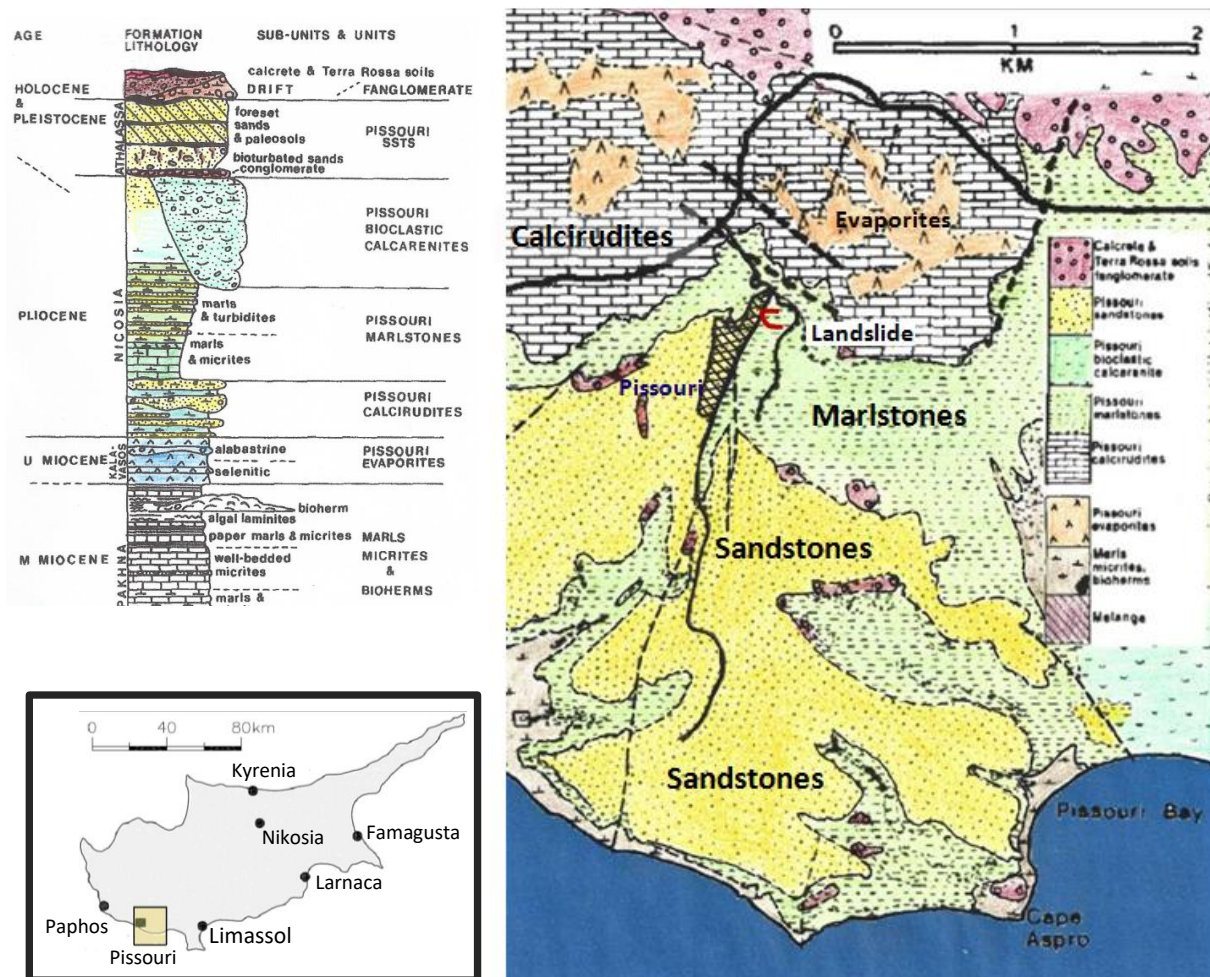 AGE
FORMATION
LITHOLOGY
SUB-UNITS & UNITS
HOLOCENE
&
PLEISTOCENE
ATHALASSA
calcrete & Terra Rossa soils
DRIFT
FANGLOMERATE
foreset
sands
& paleosols
PISSOURI
SSTS
bioturbated sands
conglomerate
PISSOURI
BIOCLASTIC
CALCARENITES
PLIOCENE
NICOSIA
marls
& turbidites
marls
& micrites
PISSOURI
MARLSTONES
PISSOURI
CALCIRUDITES
U MIOCENE
KALA-
VASOS
alabastrine
selenitic
PISSOURI
EVAPORITES
M MIOCENE
PAKHNA
bioherm
algal laminites
paper marls & micrites
well-bedded
micrites
marls &
MARLS
MICRITES
&
BIOHERMS
0
40
80km
Kyrenia
Nikosia
Famagusta
Larnaca
Paphos
Limassol
Pissouri
0
1
2
KM
Calcirudites
Evaporites
Landslide
Pissouri
Marlstones
Sandstones
Sandstones
Pissouri Bay
Cape
Aspro
Calcrete &
Terra Rossa soils
fanglomerate
Pissouri
sandstones
Pissouri
bioclastic
calcarenite
Pissouri
marlstones
Pissouri
calcirudites
Pissouri
evaporites
Marls
micrites,
bioherms
Melange